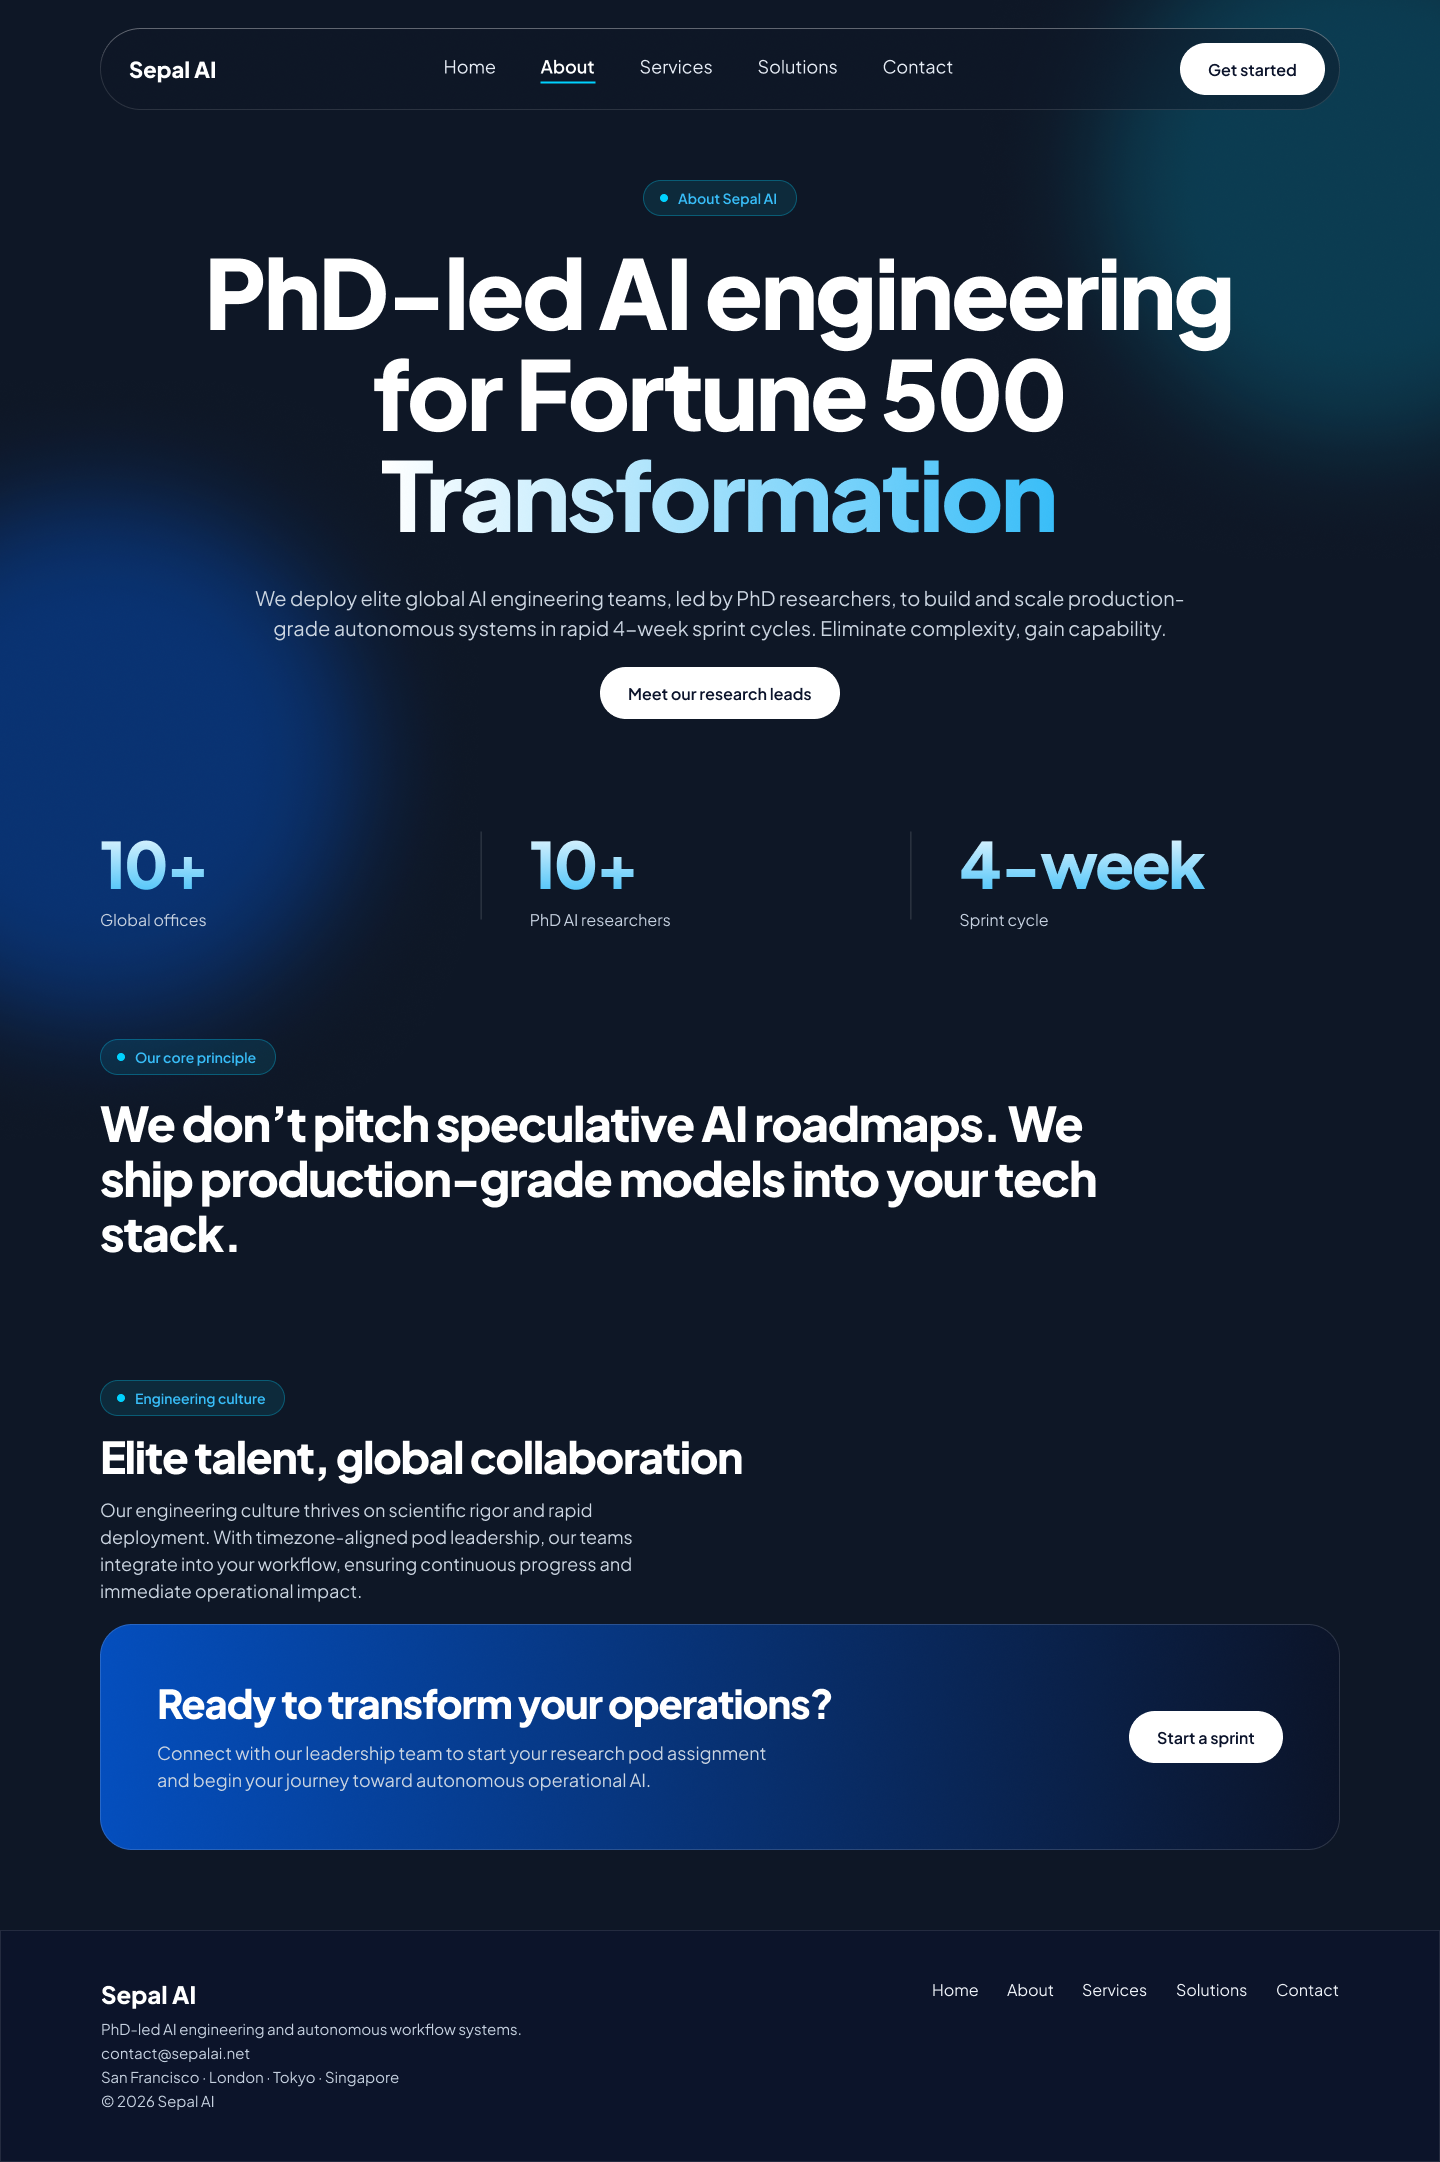 Sepal AI
Home About Services Solutions Contact
Get started
About Sepal AI
PhD-led AI engineering
for Fortune 500
Transformation
We deploy elite global AI engineering teams, led by PhD researchers, to build and scale production-
grade autonomous systems in rapid 4-week sprint cycles. Eliminate complexity, gain capability.
Meet our research leads
10+ 10+ 4-week
Global offices PhD AI researchers Sprint cycle
Our core principle
We don’t pitch speculative AI roadmaps. We
ship production-grade models into your tech
stack.
Engineering culture
Elite talent, global collaboration
Our engineering culture thrives on scientific rigor and rapid
deployment. With timezone-aligned pod leadership, our teams
integrate into your workflow, ensuring continuous progress and
immediate operational impact.
Ready to transform your operations?
Connect with our leadership team to start your research pod assignment
and begin your journey toward autonomous operational AI.
Start a sprint
Sepal AI
Home About Services Solutions Contact
PhD-led AI engineering and autonomous workflow systems.
contact@sepalai.net
San Francisco · London · Tokyo · Singapore
© 2026 Sepal AI